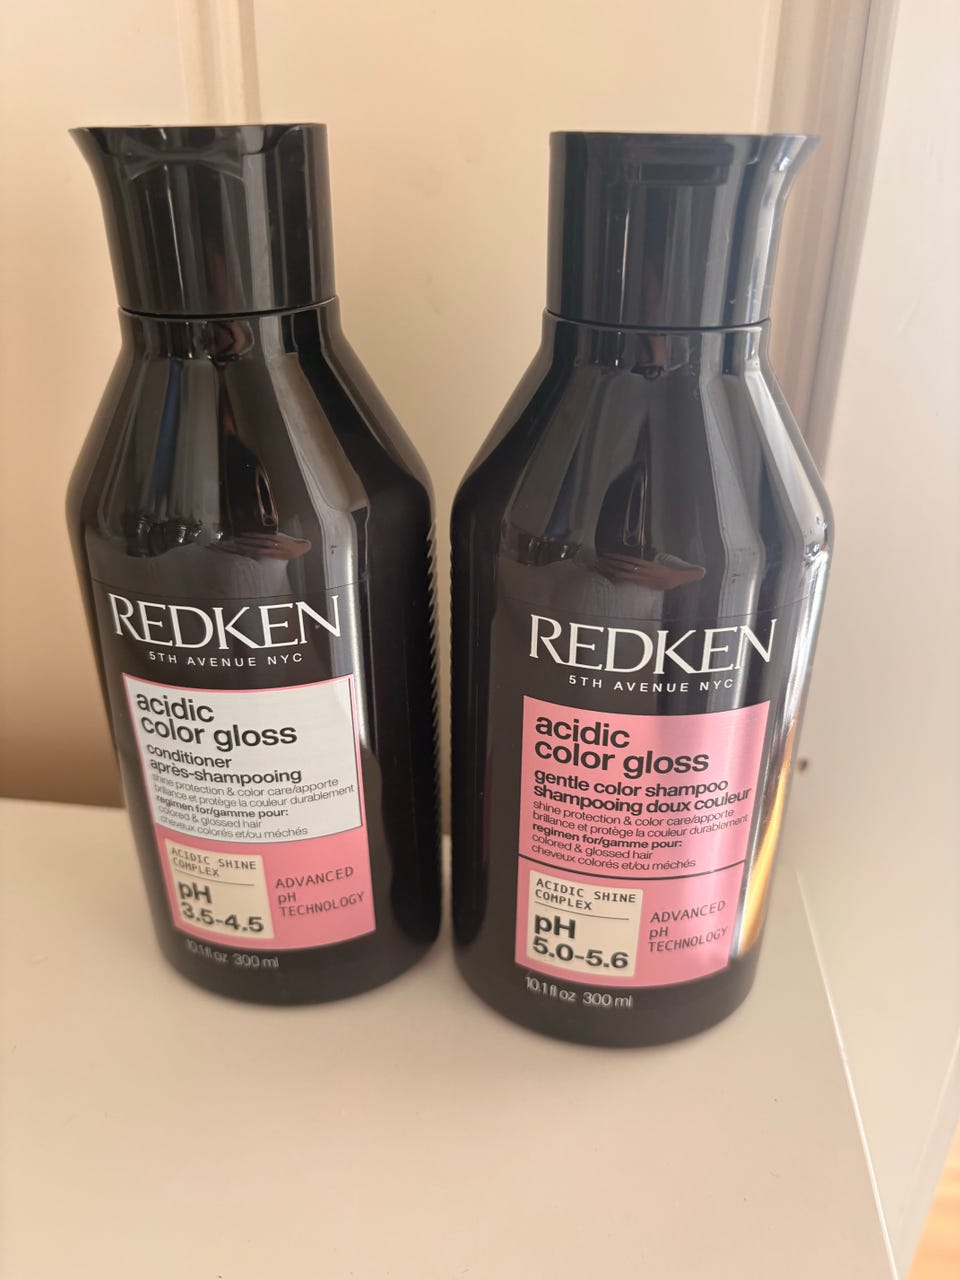 REDKEN
5TH AVENUE NYC
acidic
color gloss
conditioner
après-shampooing
shine protection & color care/apporte
brillance et protège la couleur durablement
regimen for/gamme pour:
colored & glossed hair
cheveux colorés et/ou méchés
ACIDIC SHINE
COMPLEX
pH
3.5-4.5
ADVANCED
pH
TECHNOLOGY
10.1 fl oz 300 ml
REDKEN
5TH AVENUE NYC
acidic
color gloss
gentle color shampoo
shampooing doux couleur
shine protection & color care/apporte
brillance et protège la couleur durablement
regimen for/gamme pour:
colored & glossed hair
cheveux colorés et/ou méchés
ACIDIC SHINE
COMPLEX
pH
5.0-5.6
ADVANCED
pH
TECHNOLOGY
10.1 fl oz 300 ml